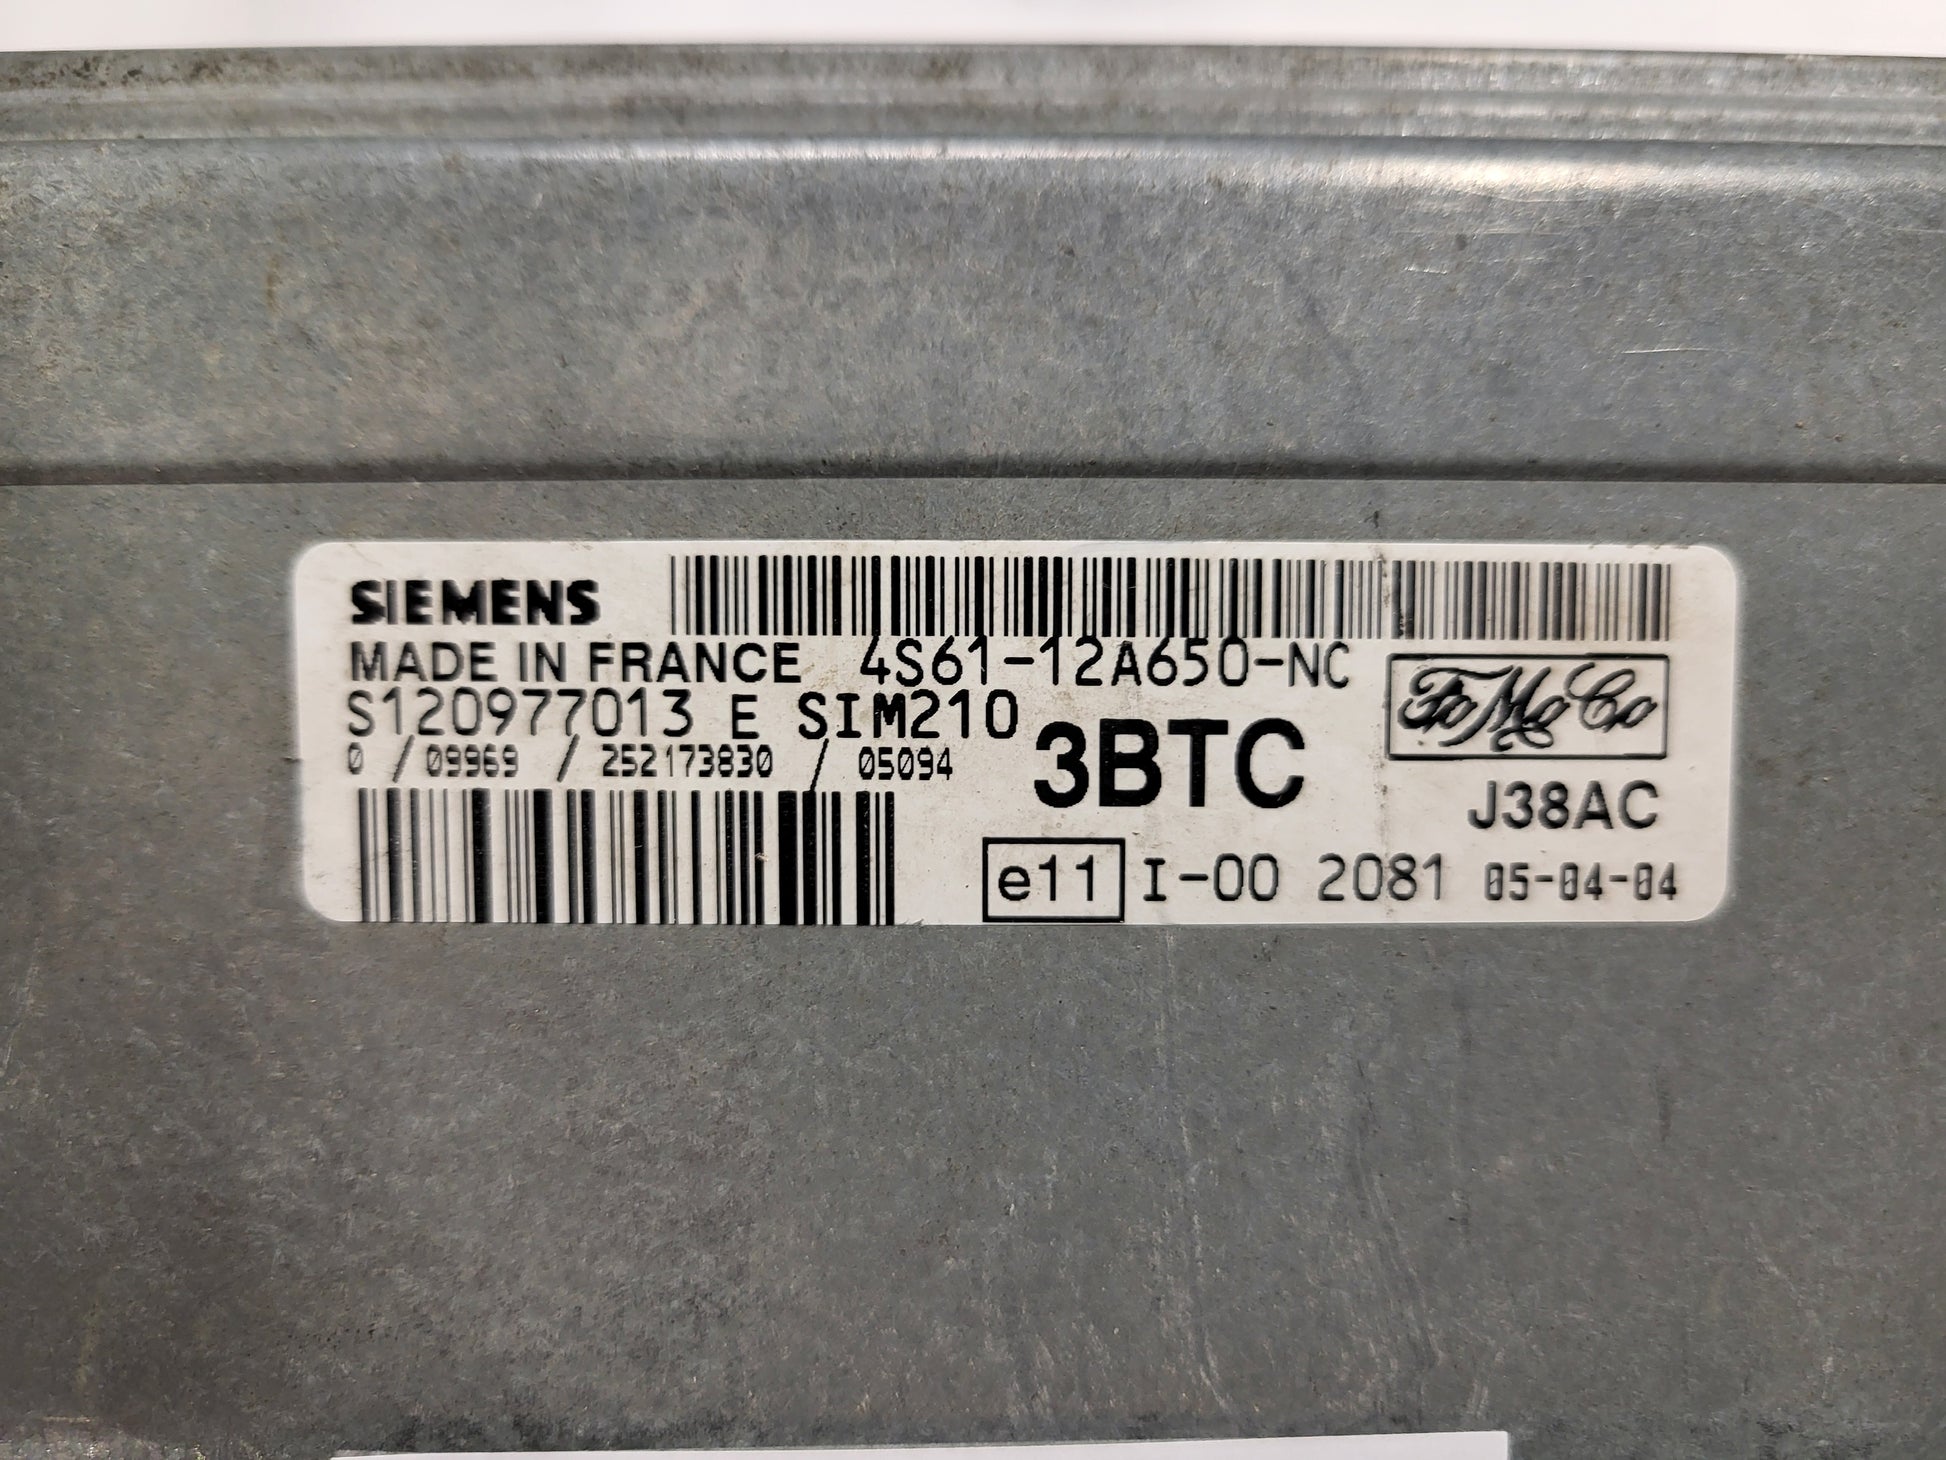 SIEMENS
MADE IN FRANCE 4S61-12A650-NC
S120977013 E SIM210
0 / 09969 / 252173830 / 05094
3BTC
FoMoCo
J38AC
e11 I-00 2081 05-04-04